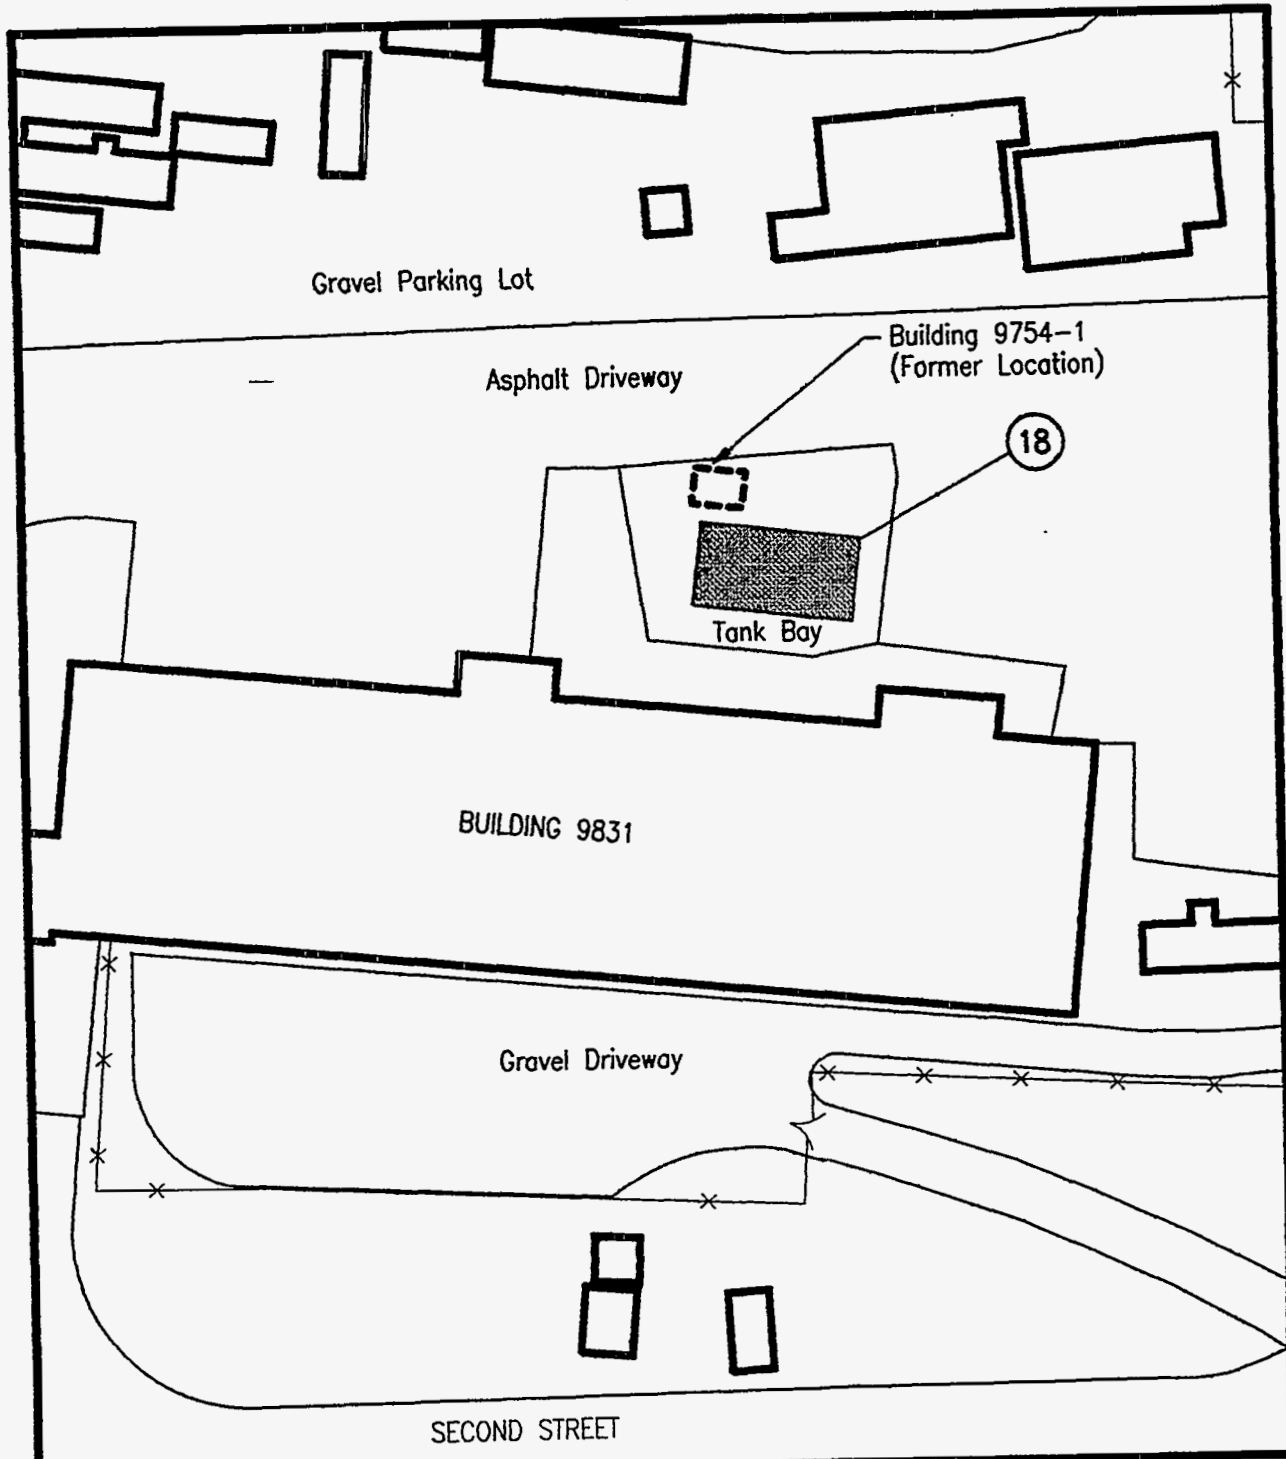 Gravel Parking Lot
Building 9754-1
(Former Location)
Asphalt Driveway
18
Tank Bay
BUILDING 9831
Gravel Driveway
SECOND STREET